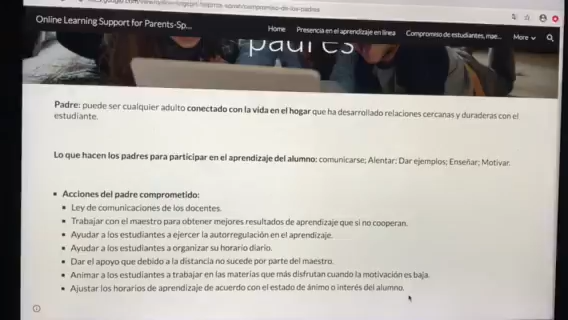 Online Learning Support for Parents-Sp...
Home
Presencia en el aprendizaje en línea
Compromiso de estudiantes, mae...
More
padres
Padre: puede ser cualquier adulto conectado con la vida en el hogar que ha desarrollado relaciones cercanas y duraderas con el
estudiante.
Lo que hacen los padres para participar en el aprendizaje del alumno: comunicarse; Alentar; Dar ejemplos; Enseñar; Motivar.
Acciones del padre comprometido:
Ley de comunicaciones de los docentes.
Trabajar con el maestro para obtener mejores resultados de aprendizaje que si no cooperan.
Ayudar a los estudiantes a ejercer la autorregulación en el aprendizaje.
Ayudar a los estudiantes a organizar su horario diario.
Dar el apoyo que debido a la distancia no sucede por parte del maestro.
Animar a los estudiantes a trabajar en las materias que más disfrutan cuando la motivación es baja.
Ajustar los horarios de aprendizaje de acuerdo con el estado de ánimo o interés del alumno.